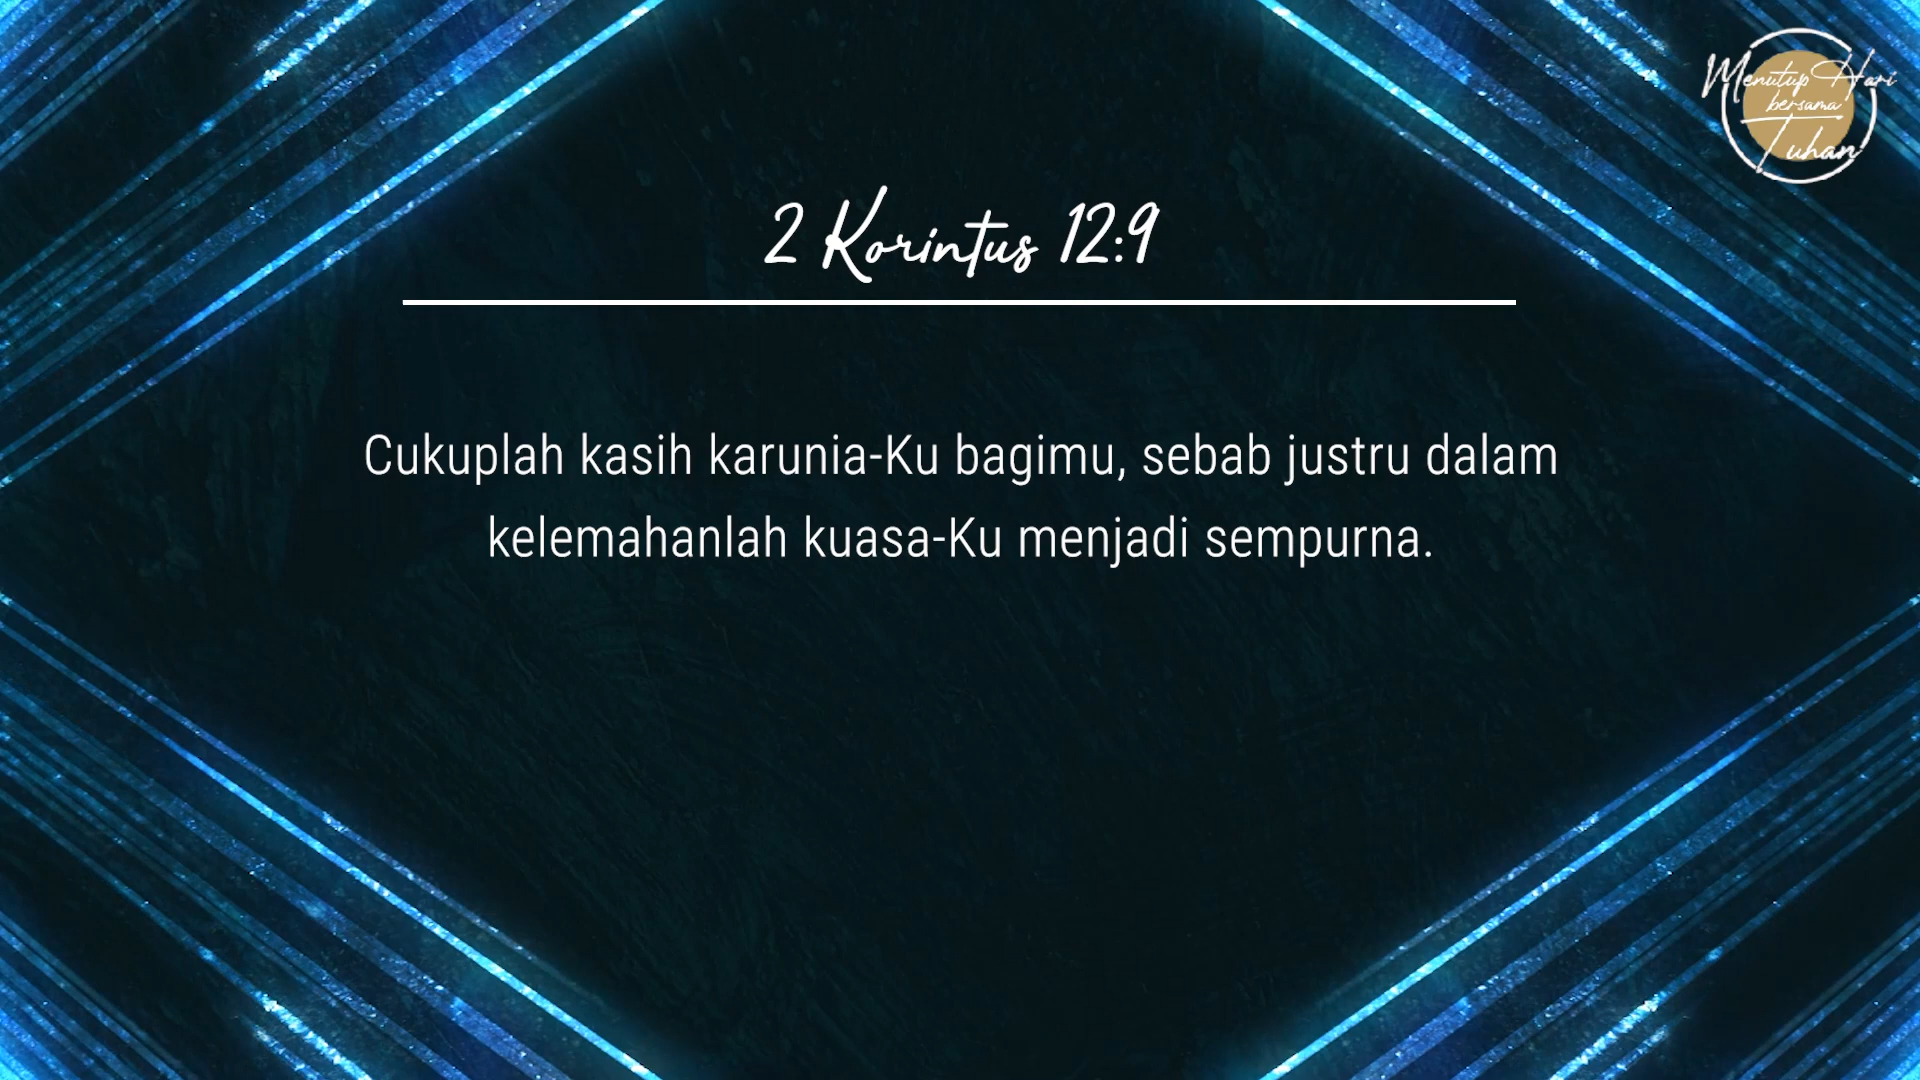 Menutup Hari
bersama
Tuhan
2 Korintus 12:9
Cukuplah kasih karunia-Ku bagimu, sebab justru dalam
kelemahanlah kuasa-Ku menjadi sempurna.